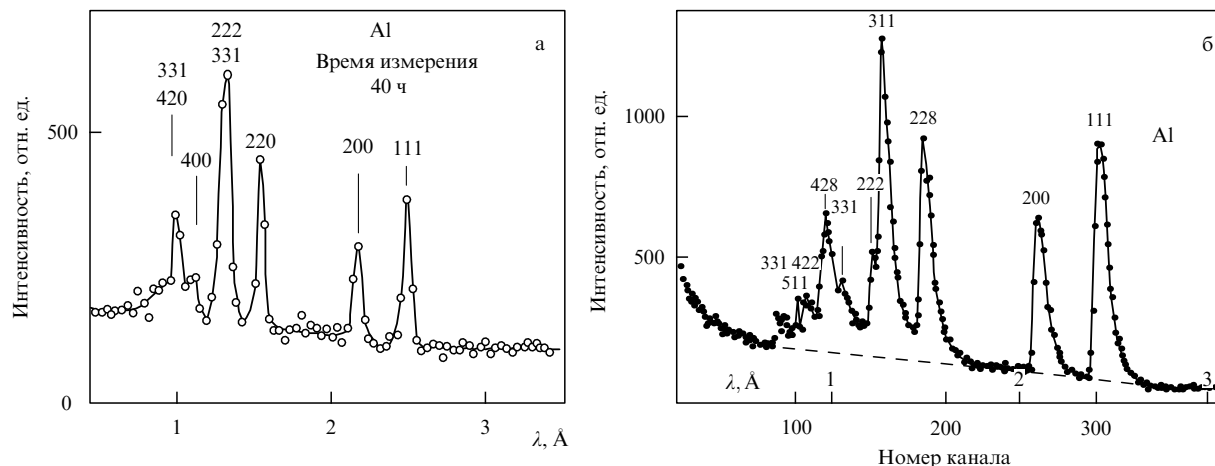 222
Al
а
331
331
Время измерения
420
40 ч
500
400
220
200
111
0
1
2
3
λ, Å
Интенсивность, отн. ед.
311
б
1000
228
111
Al
428
331
222
200
500
331
422
511
λ, Å
1
2
3
100
200
300
Номер канала
Интенсивность, отн. ед.